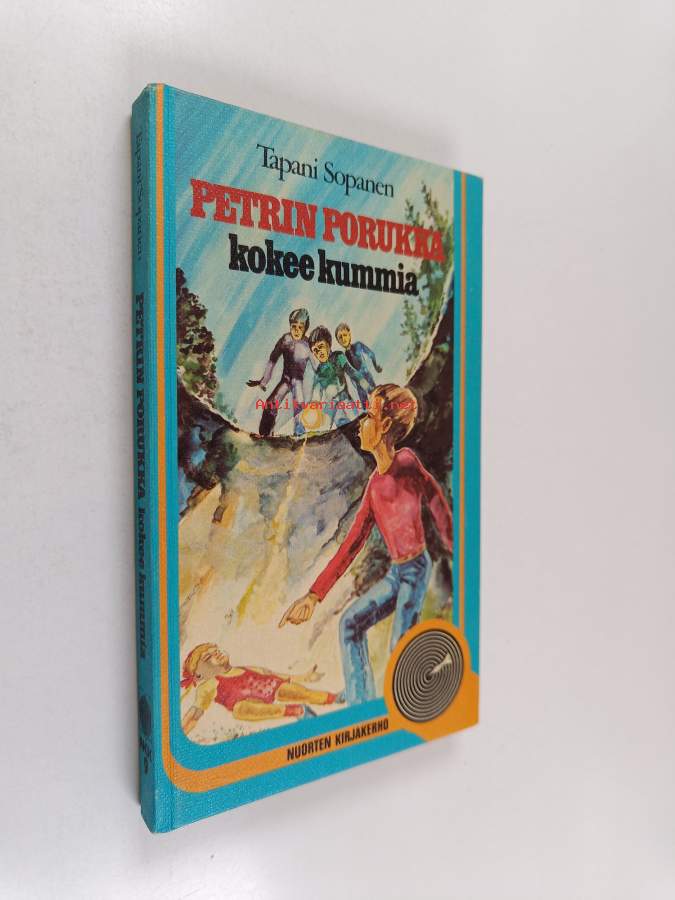 Tapani Sopanen
PETRIN PORUKKA
kokee kummia
Antikvariaatti.net
NUORTEN KIRJAKERHO
Tapani Sopanen
PETRIN PORUKKA kokee kummia